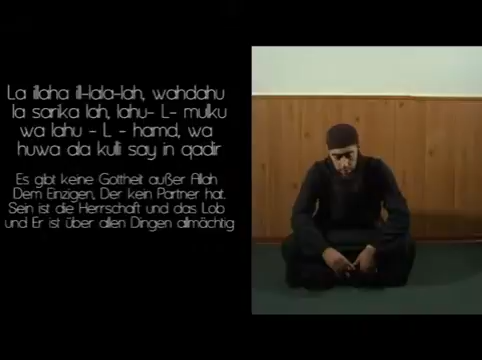 La illaha ill-lala-lah, wahdahu
la sarika lah, lahu- L- mulku
wa lahu - L - hamd, wa
huwa ala kulli say in qadir
Es gibt keine Gottheit außer Allah
Dem Einzigen, Der kein Partner hat.
Sein ist die Herrschaft und das Lob
und Er ist über allen Dingen allmächtig